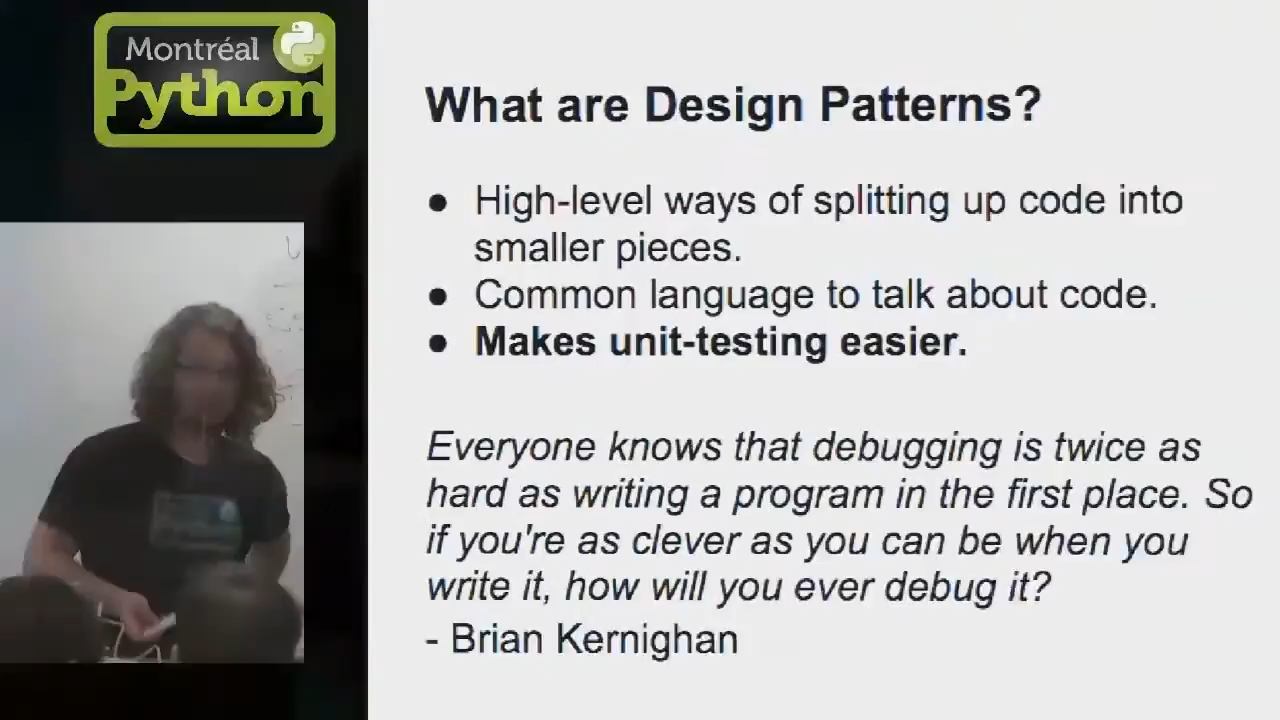 Montréal
Python
What are Design Patterns?
● High-level ways of splitting up code into
smaller pieces.
● Common language to talk about code.
● Makes unit-testing easier.
Everyone knows that debugging is twice as
hard as writing a program in the first place. So
if you're as clever as you can be when you
write it, how will you ever debug it?
- Brian Kernighan